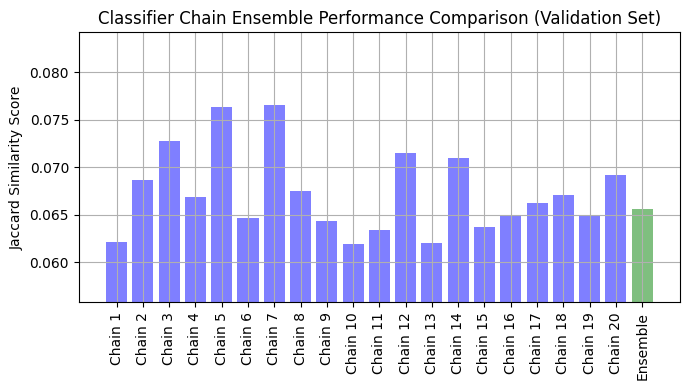 Classifier Chain Ensemble Performance Comparison (Validation Set)
Jaccard Similarity Score
0.080
0.075
0.070
0.065
0.060
Chain 1
Chain 2
Chain 3
Chain 4
Chain 5
Chain 6
Chain 7
Chain 8
Chain 9
Chain 10
Chain 11
Chain 12
Chain 13
Chain 14
Chain 15
Chain 16
Chain 17
Chain 18
Chain 19
Chain 20
Ensemble